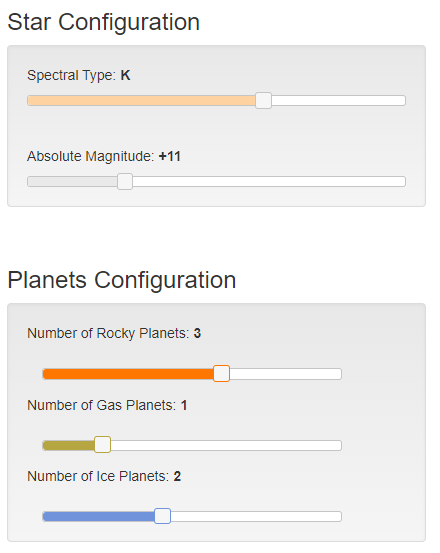 Star Configuration
Spectral Type: K
Absolute Magnitude: +11
Planets Configuration
Number of Rocky Planets: 3
Number of Gas Planets: 1
Number of Ice Planets: 2